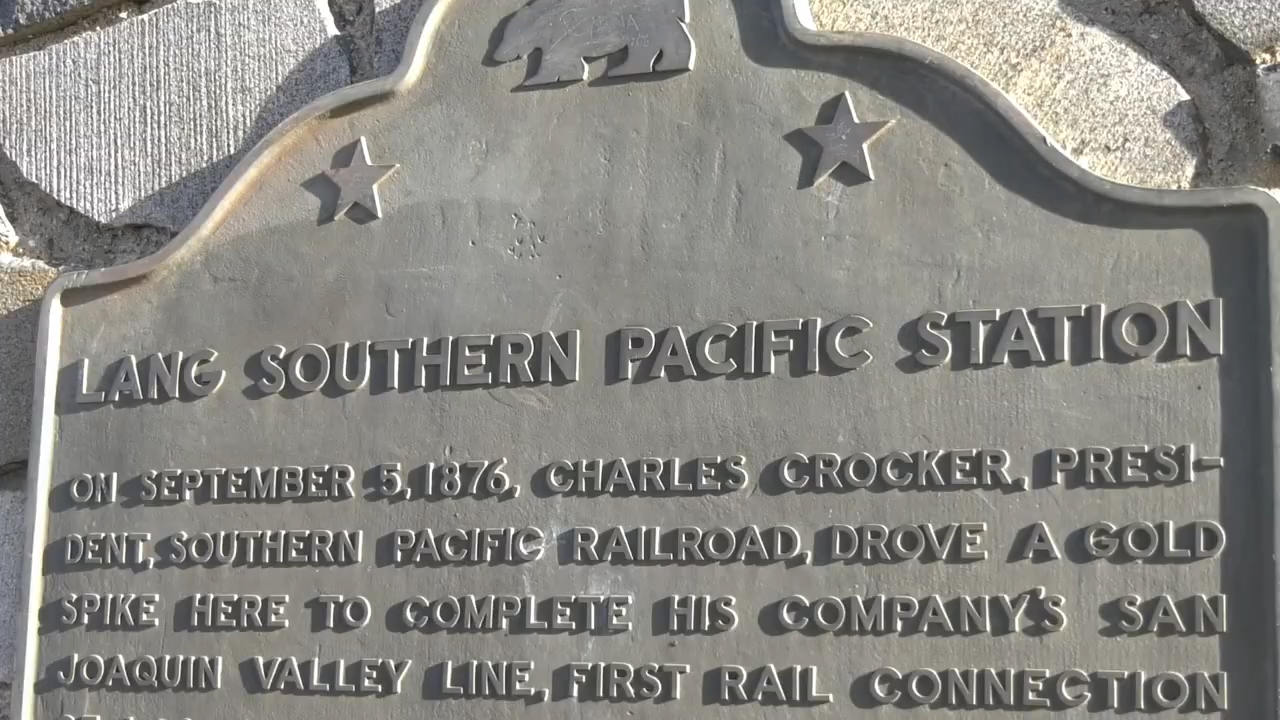 LANG SOUTHERN PACIFIC STATION
ON SEPTEMBER 5, 1876, CHARLES CROCKER, PRESI-
DENT, SOUTHERN PACIFIC RAILROAD, DROVE A GOLD
SPIKE HERE TO COMPLETE HIS COMPANY'S SAN
JOAQUIN VALLEY LINE, FIRST RAIL CONNECTION